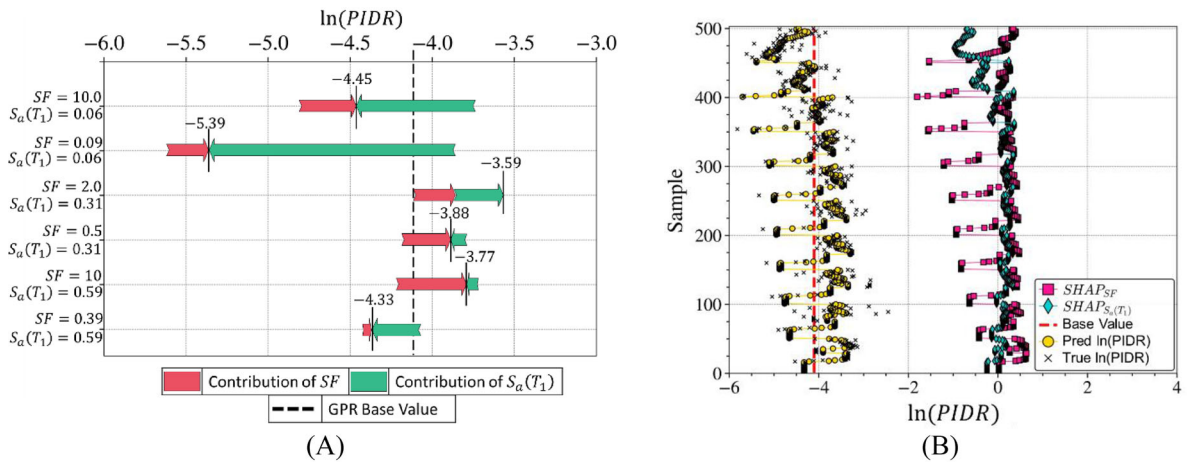 (A)
ln(PIDR)
−6.0 −5.5 −5.0 −4.5 −4.0 −3.5 −3.0
SF = 10.0
Sₐ(T₁) = 0.06
−4.45
SF = 0.09
Sₐ(T₁) = 0.06
−5.39
SF = 2.0
Sₐ(T₁) = 0.31
−3.59
SF = 0.5
Sₐ(T₁) = 0.31
−3.88
SF = 10
Sₐ(T₁) = 0.59
−3.77
SF = 0.39
Sₐ(T₁) = 0.59
−4.33
Contribution of SF
Contribution of Sₐ(T₁)
GPR Base Value
(B)
500
400
300
200
100
0
Sample
SHAP_SF
SHAP_Sₐ(T₁)
Base Value
Pred ln(PIDR)
True ln(PIDR)
−6 −4 −2 0 2 4
ln(PIDR)